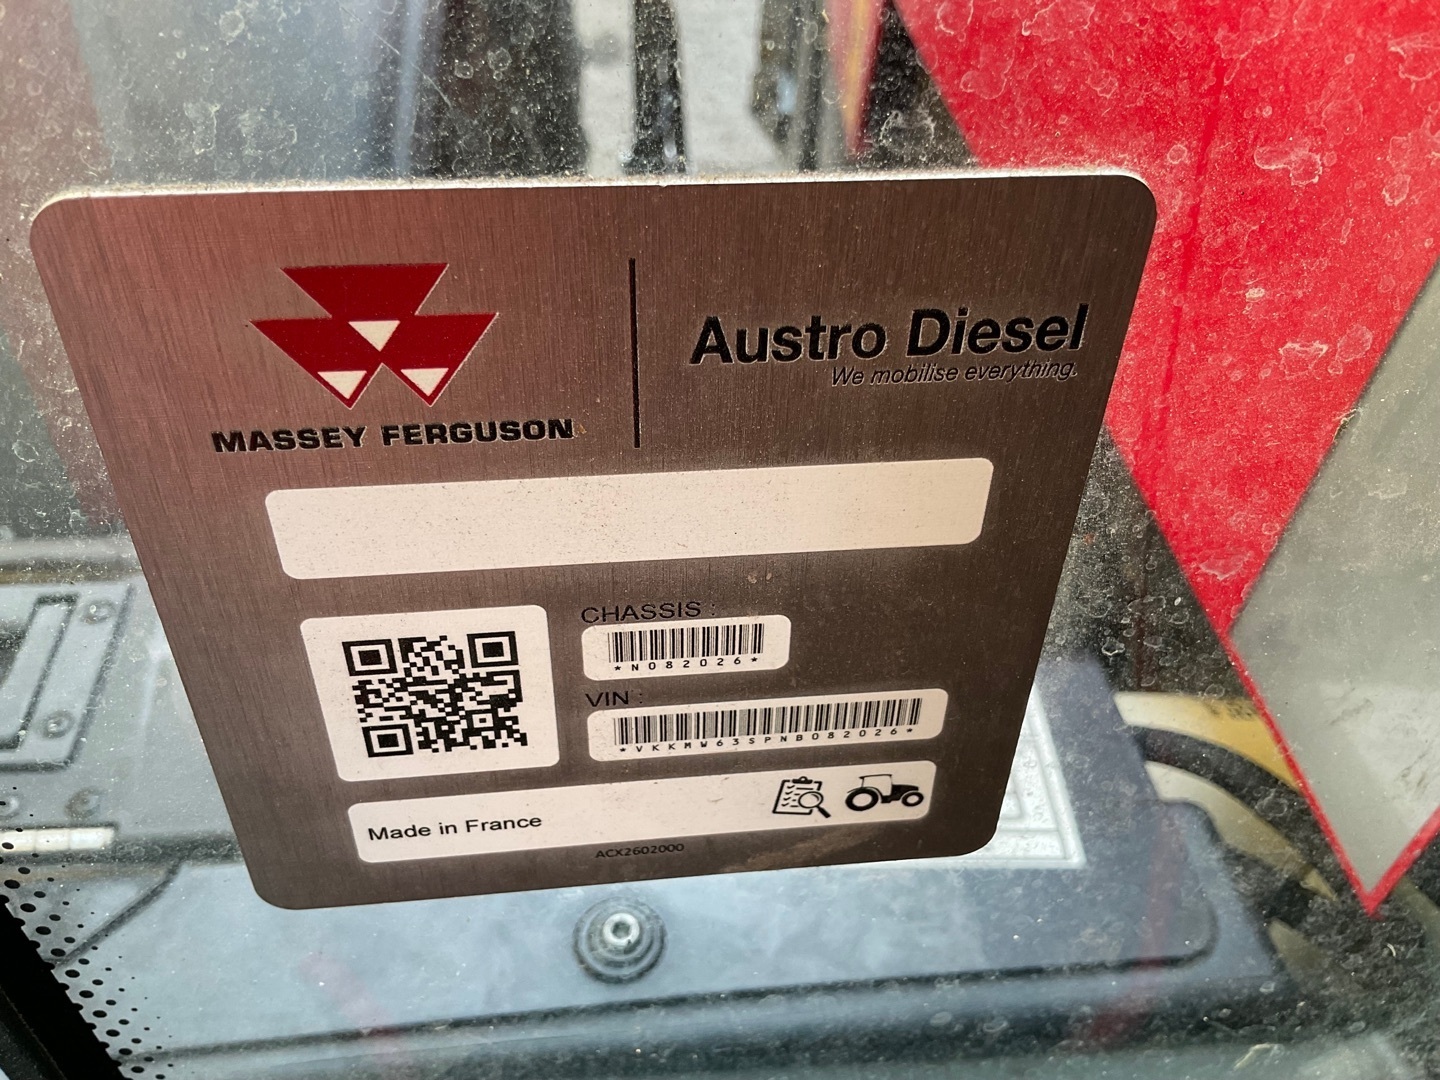 MASSEY FERGUSON
Austro Diesel
We mobilise everything.
CHASSIS :
*N082026*
VIN :
*VKKMW63SPNB082026*
Made in France
ACX2602000